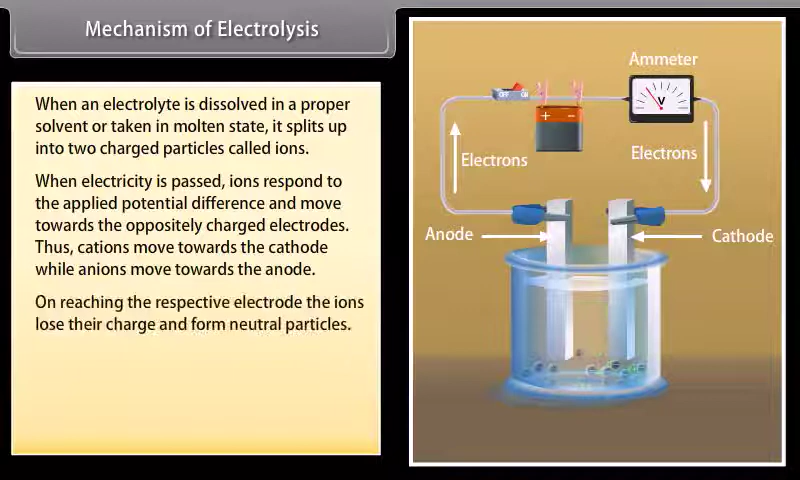 Mechanism of Electrolysis
When an electrolyte is dissolved in a proper
solvent or taken in molten state, it splits up
into two charged particles called ions.
When electricity is passed, ions respond to
the applied potential difference and move
towards the oppositely charged electrodes.
Thus, cations move towards the cathode
while anions move towards the anode.
On reaching the respective electrode the ions
lose their charge and form neutral particles.
Ammeter
OFF ON
+ −
V
Electrons
Electrons
Anode
Cathode